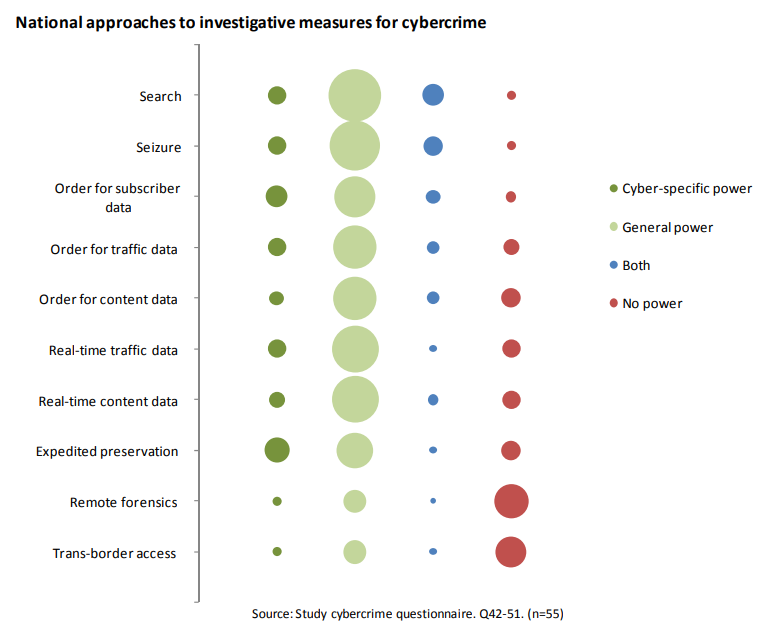 National approaches to investigative measures for cybercrime
Search
Seizure
Order for subscriber
data
Order for traffic data
Order for content data
Real-time traffic data
Real-time content data
Expedited preservation
Remote forensics
Trans-border access
Cyber-specific power
General power
Both
No power
Source: Study cybercrime questionnaire. Q42-51. (n=55)